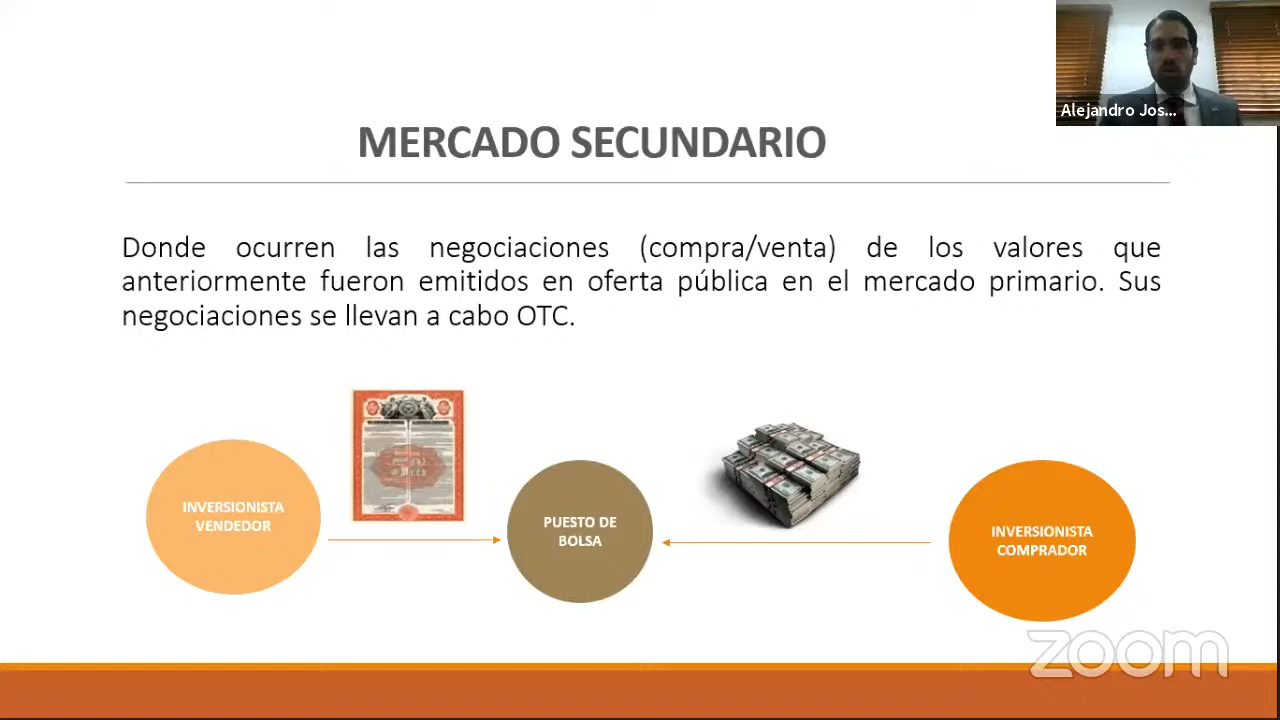 Alejandro Jos...
MERCADO SECUNDARIO
Donde ocurren las negociaciones (compra/venta) de los valores que
anteriormente fueron emitidos en oferta pública en el mercado primario. Sus
negociaciones se llevan a cabo OTC.
INVERSIONISTA
VENDEDOR
PUESTO DE
BOLSA
INVERSIONISTA
COMPRADOR
zoom